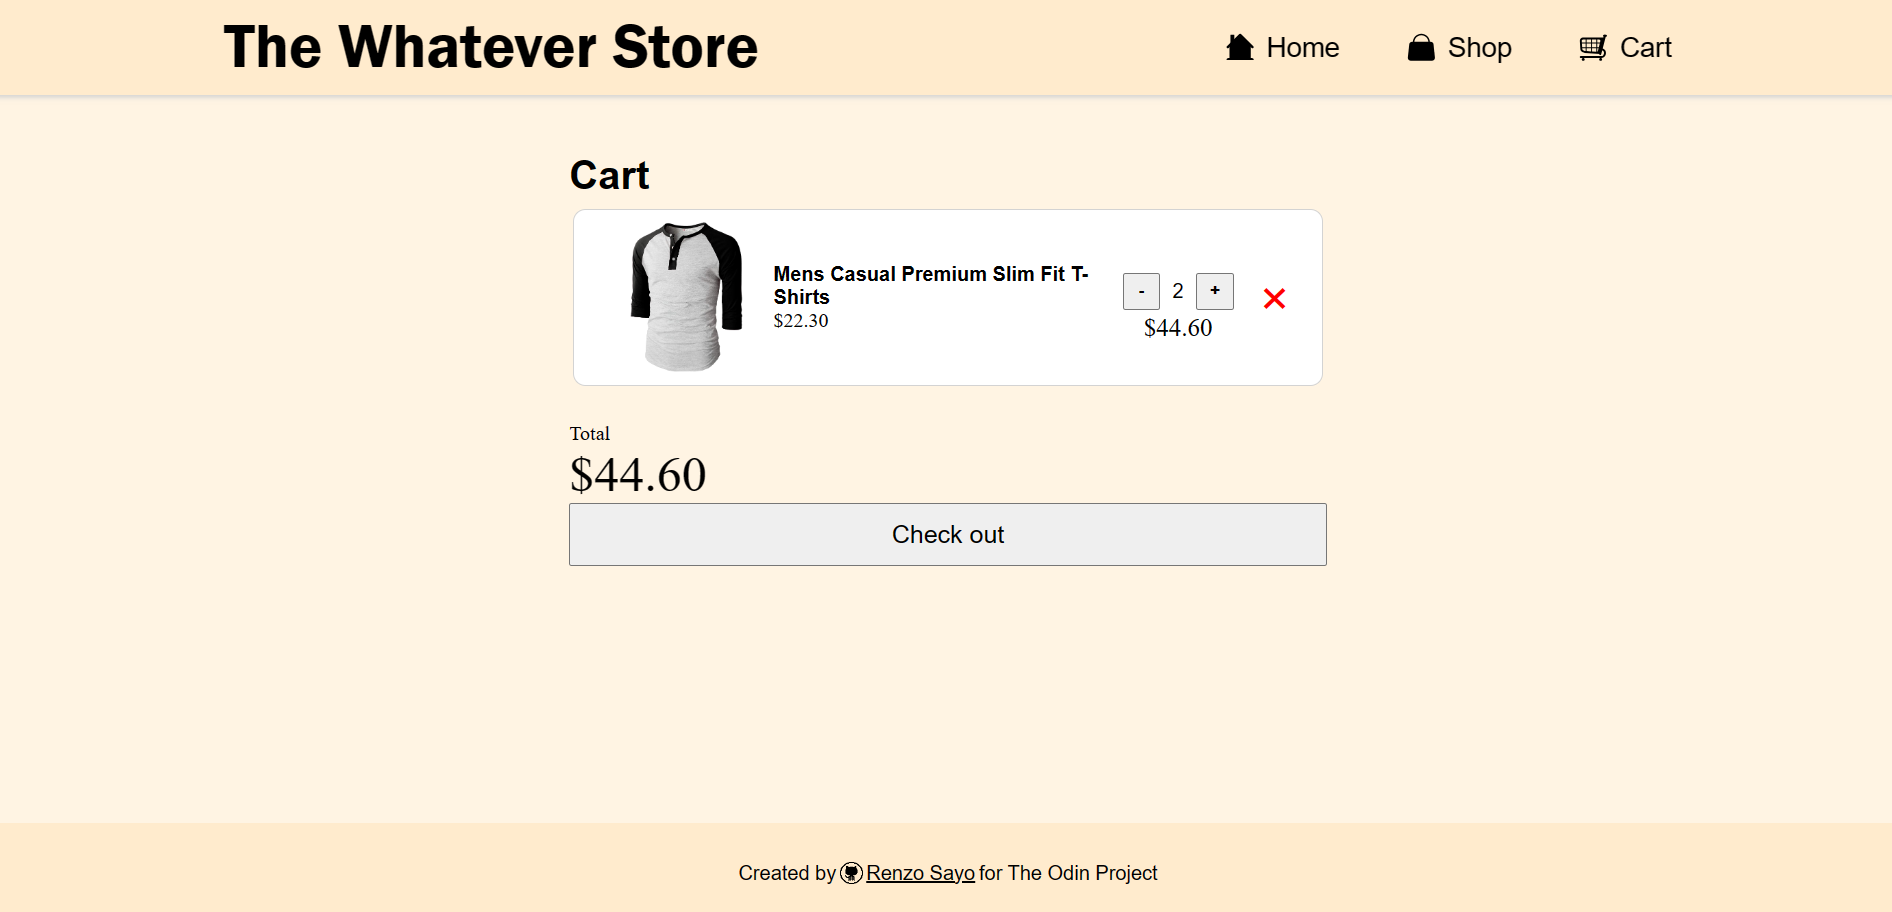 The Whatever Store
Home
Shop
Cart
Cart
Mens Casual Premium Slim Fit T-
Shirts
$22.30
- 2 +
$44.60
Total
$44.60
Check out
Created by Renzo Sayo for The Odin Project